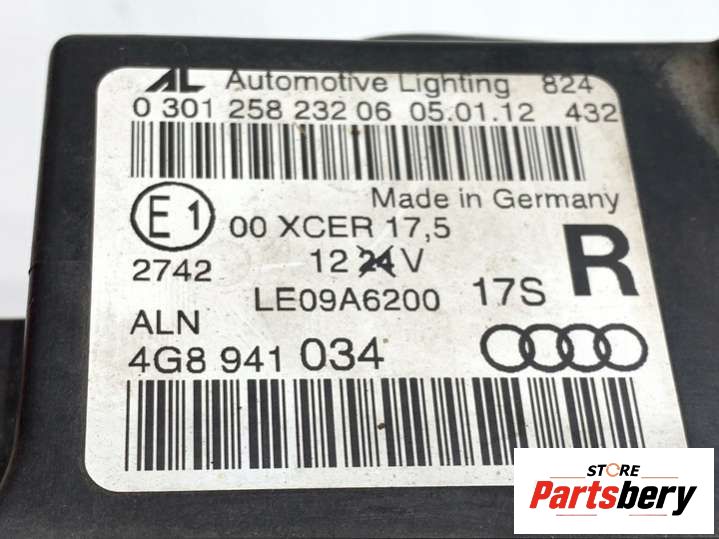 AL Automotive Lighting 824
0 301 258 232 06 05.01.12 432
Made in Germany
E1 00 XCER 17,5
2742 12 24 V
LE09A6200 17S R
ALN
4G8 941 034
STORE
Partsbery